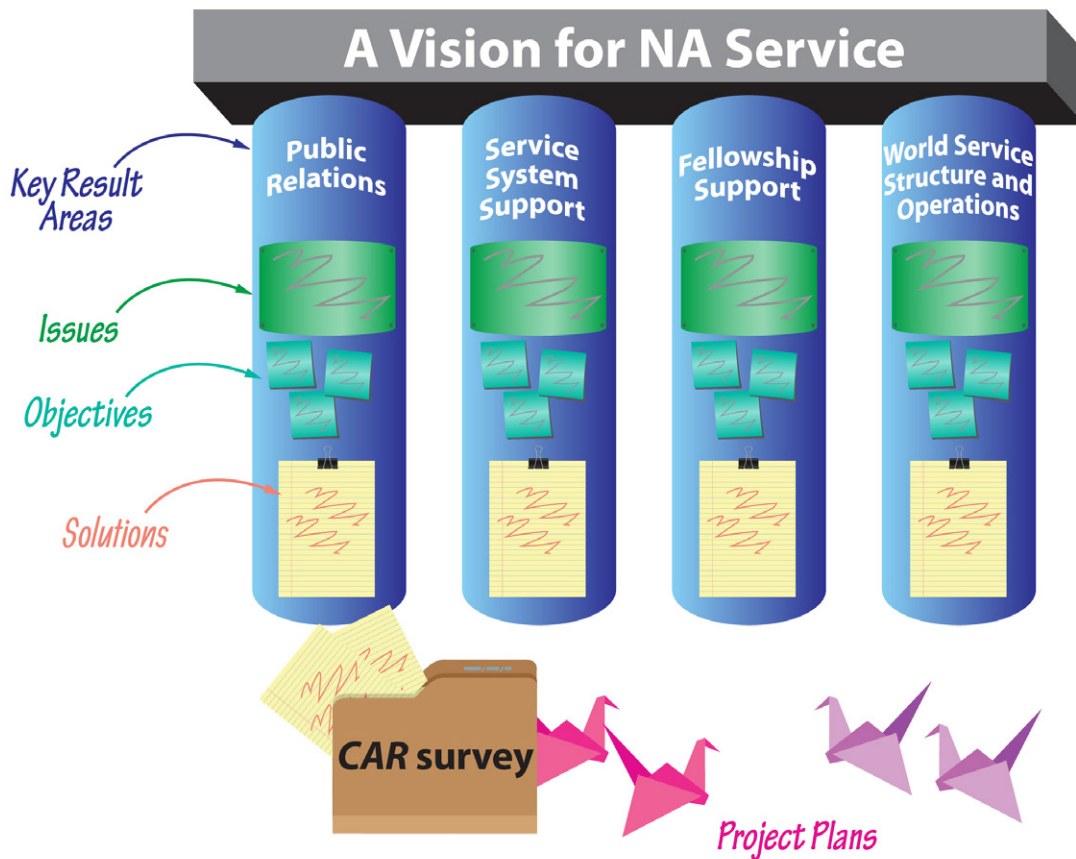 A Vision for NA Service
Key Result
Areas
Public
Relations
Service
System
Support
Fellowship
Support
World Service
Structure and
Operations
Issues
Objectives
Solutions
CAR survey
Project Plans